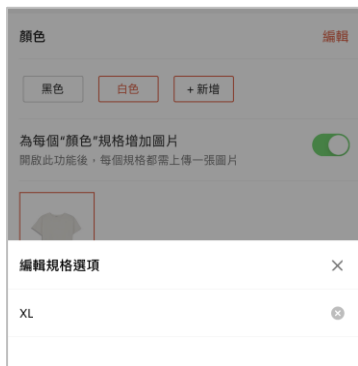 顏色
編輯
黑色
白色
+ 新增
為每個“顏色”規格增加圖片
開啟此功能後，每個規格都需上傳一張圖片
編輯規格選項
XL